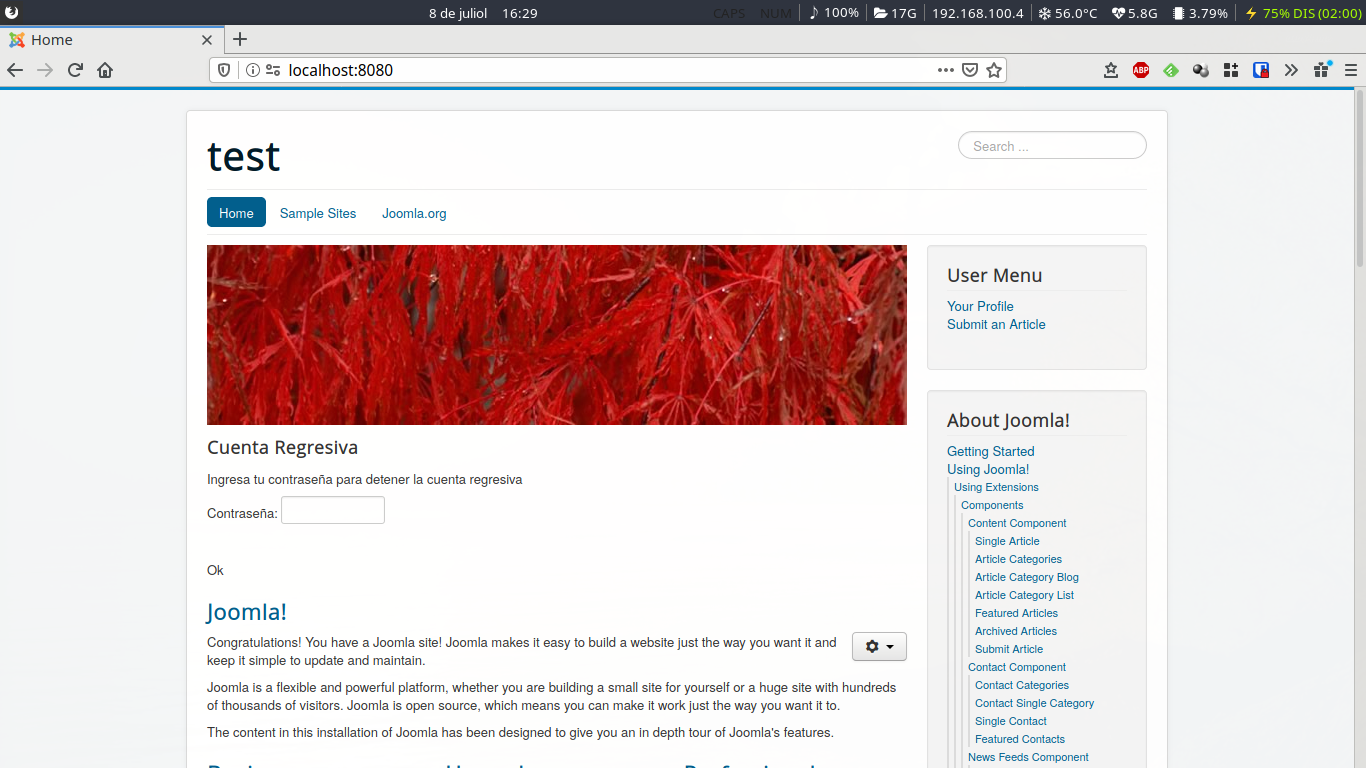 8 de juliol 16:29 CAPS NUM 100% 17G 192.168.100.4 56.0°C 5.8G 3.79% 75% DIS (02:00)
Home
localhost:8080
ABP
test
Search ...
Home Sample Sites Joomla.org
Cuenta Regresiva
Ingresa tu contraseña para detener la cuenta regresiva
Contraseña:
Ok
Joomla!
Congratulations! You have a Joomla site! Joomla makes it easy to build a website just the way you want it and
keep it simple to update and maintain.
Joomla is a flexible and powerful platform, whether you are building a small site for yourself or a huge site with hundreds
of thousands of visitors. Joomla is open source, which means you can make it work just the way you want it to.
The content in this installation of Joomla has been designed to give you an in depth tour of Joomla's features.
User Menu
Your Profile
Submit an Article
About Joomla!
Getting Started
Using Joomla!
Using Extensions
Components
Content Component
Single Article
Article Categories
Article Category Blog
Article Category List
Featured Articles
Archived Articles
Submit Article
Contact Component
Contact Categories
Contact Single Category
Single Contact
Featured Contacts
News Feeds Component